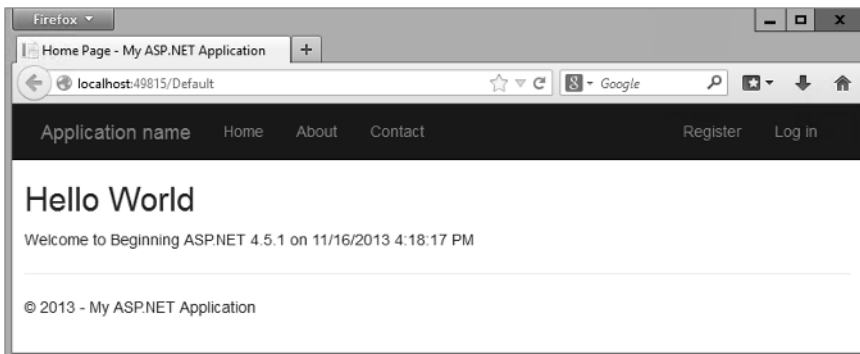 Firefox
Home Page - My ASP.NET Application
localhost:49815/Default
Google
Application name Home About Contact Register Log in
Hello World
Welcome to Beginning ASP.NET 4.5.1 on 11/16/2013 4:18:17 PM
© 2013 - My ASP.NET Application